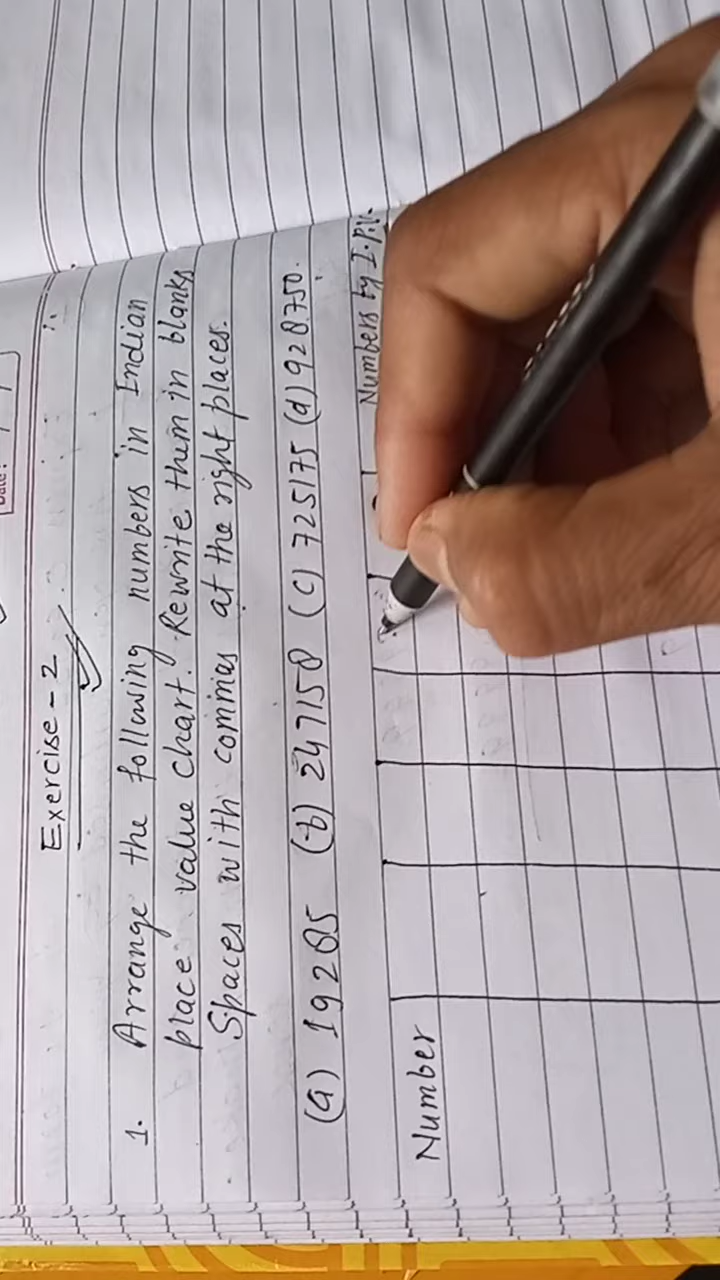 Date:
Exercise - 2
1. Arrange the following numbers in Indian
place value chart. Rewrite them in blanks
Spaces with commas at the right places.
(a) 19285 (b) 247158 (c) 725175 (d) 928750.
Number Numbers by I.P.V.